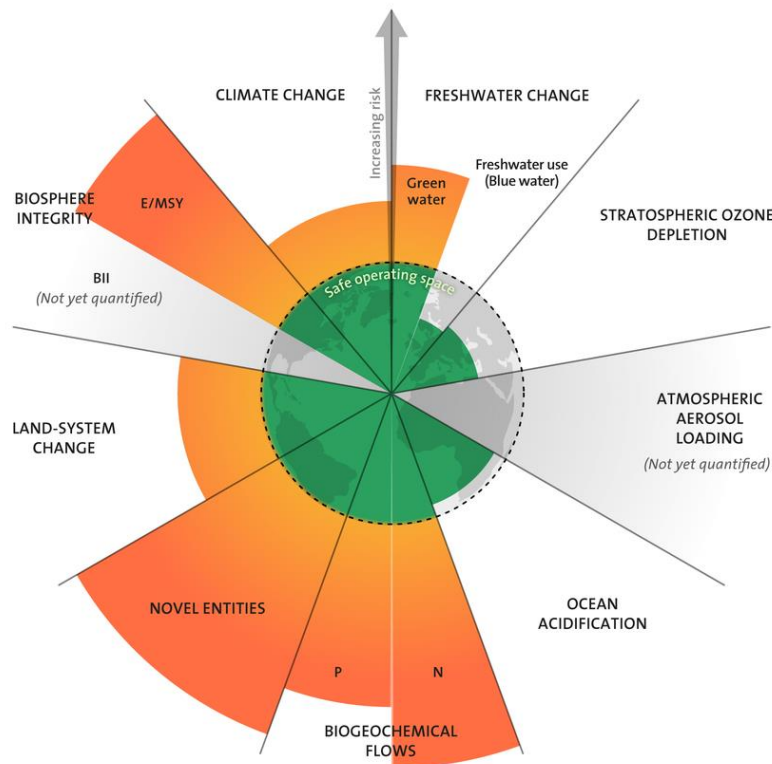 CLIMATE CHANGE
FRESHWATER CHANGE
Increasing risk
Green
water
Freshwater use
(Blue water)
STRATOSPHERIC OZONE
DEPLETION
BIOSPHERE
INTEGRITY
E/MSY
BII
(Not yet quantified)
Safe operating space
ATMOSPHERIC
AEROSOL
LOADING
(Not yet quantified)
LAND-SYSTEM
CHANGE
NOVEL ENTITIES
OCEAN
ACIDIFICATION
P
N
BIOGEOCHEMICAL
FLOWS